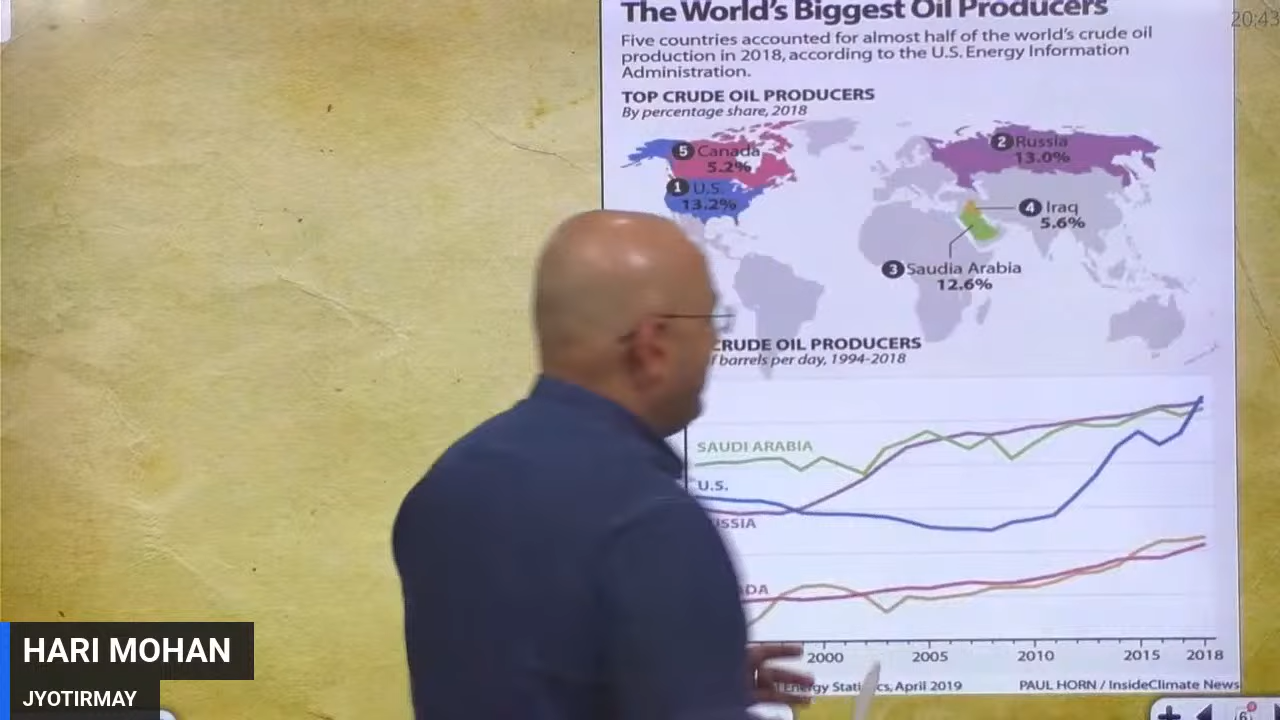 The World's Biggest Oil Producers
20:43
Five countries accounted for almost half of the world's crude oil
production in 2018, according to the U.S. Energy Information
Administration.
TOP CRUDE OIL PRODUCERS
By percentage share, 2018
5 Canada
5.2%
1 U.S.
13.2%
2 Russia
13.0%
4 Iraq
5.6%
3 Saudia Arabia
12.6%
CRUDE OIL PRODUCERS
barrels per day, 1994-2018
SAUDI ARABIA
U.S.
2000 2005 2010 2015 2018
Energy April 2019 PAUL HORN / InsideClimate News
HARI MOHAN
JYOTIRMAY